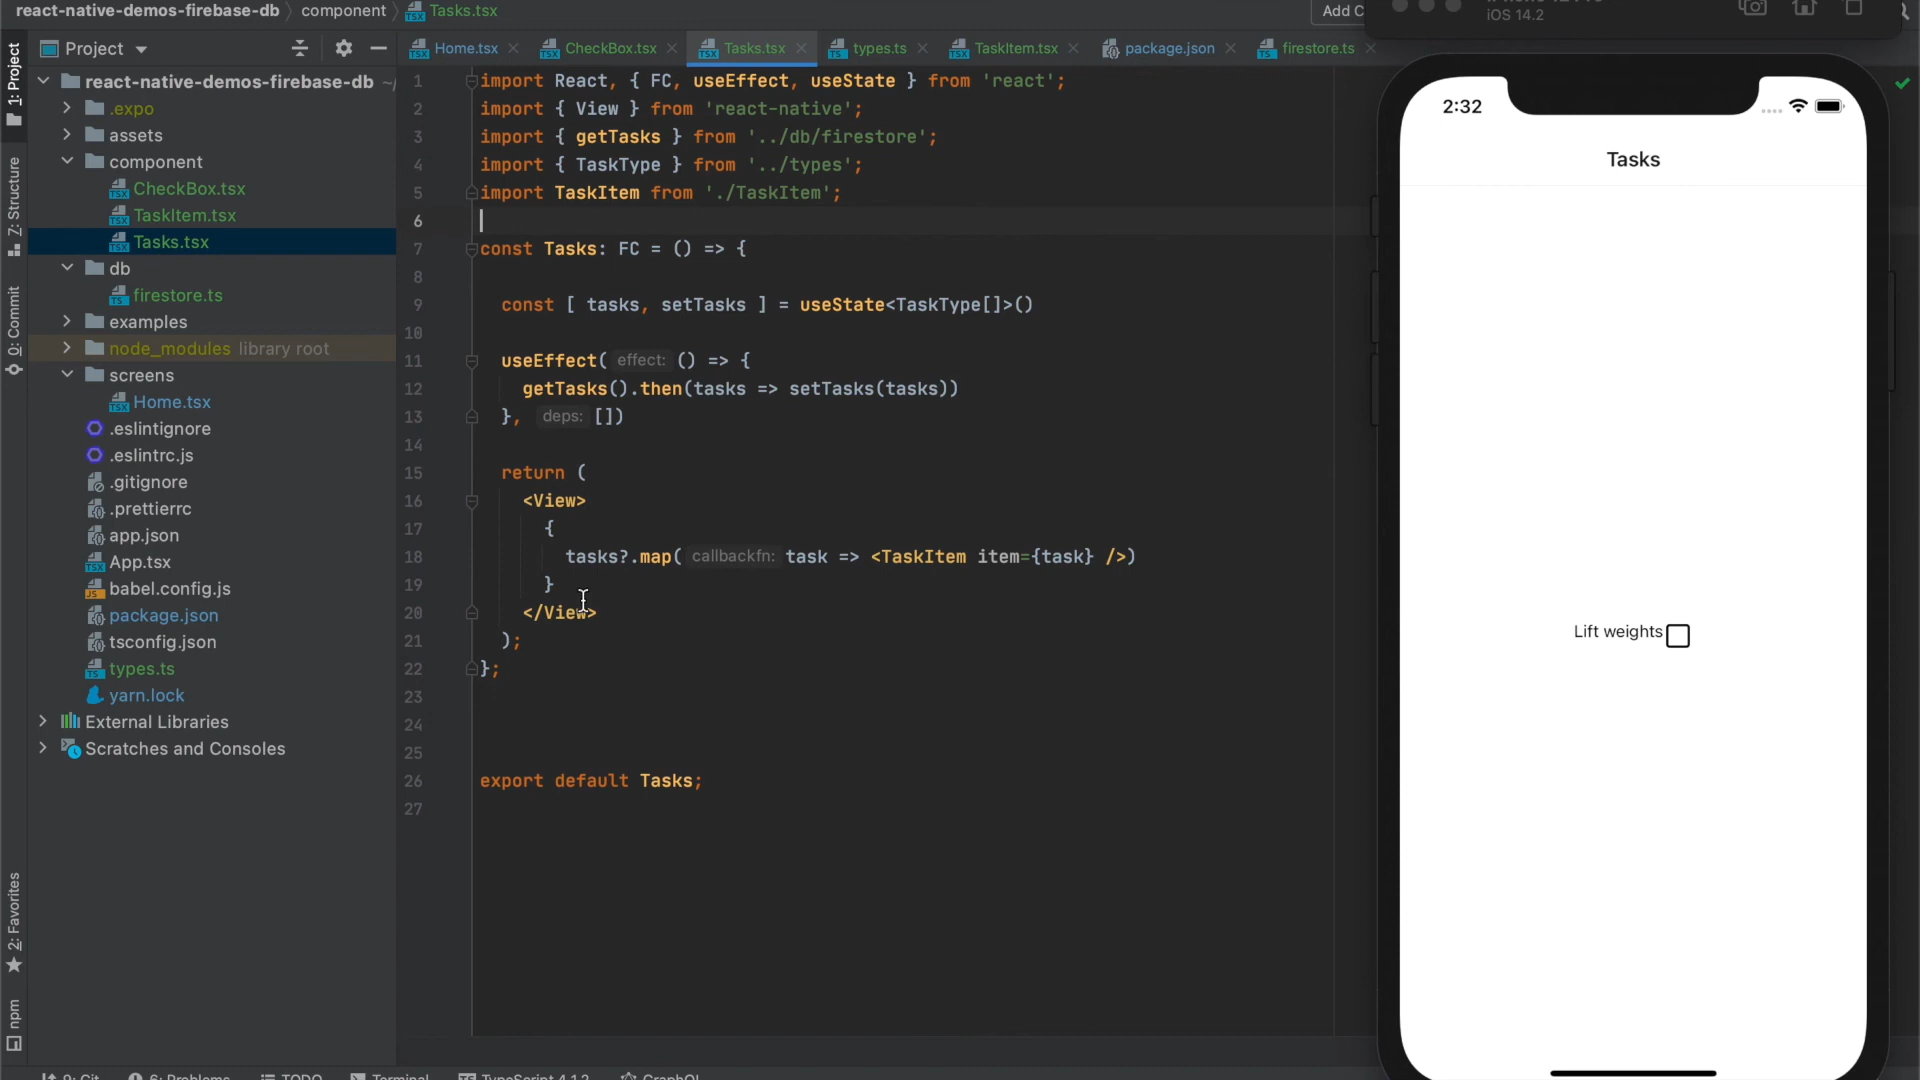 react-native-demos-firebase-db component Tasks.tsx
Add C
iOS 14.2
1: Project
7: Structure
0: Commit
2: Favorites
npm
Project
Home.tsx CheckBox.tsx Tasks.tsx types.ts TaskItem.tsx package.json firestore.ts
react-native-demos-firebase-db ~/
.expo
assets
component
CheckBox.tsx
TaskItem.tsx
Tasks.tsx
db
firestore.ts
examples
node_modules library root
screens
Home.tsx
.eslintignore
.eslintrc.js
.gitignore
.prettierrc
app.json
App.tsx
babel.config.js
package.json
tsconfig.json
types.ts
yarn.lock
External Libraries
Scratches and Consoles
1 import React, { FC, useEffect, useState } from 'react';
2 import { View } from 'react-native';
3 import { getTasks } from '../db/firestore';
4 import { TaskType } from '../types';
5 import TaskItem from './TaskItem';
6
7 const Tasks: FC = () => {
8
9 const [ tasks, setTasks ] = useState<TaskType[]>()
10
11 useEffect( effect: () => {
12 getTasks().then(tasks => setTasks(tasks))
13 }, deps: [])
14
15 return (
16 <View>
17 {
18 tasks?.map( callbackfn: task => <TaskItem item={task} />)
19 }
20 </View>
21 );
22 };
23
24
25
26 export default Tasks;
27
2:32
Tasks
Lift weights
9: Git 6: Problems TODO Terminal TypeScript 4.1.2 GraphQL